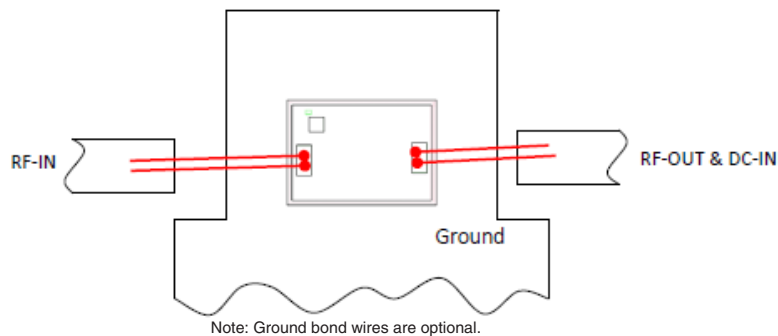 RF-IN
RF-OUT & DC-IN
Ground
Note: Ground bond wires are optional.